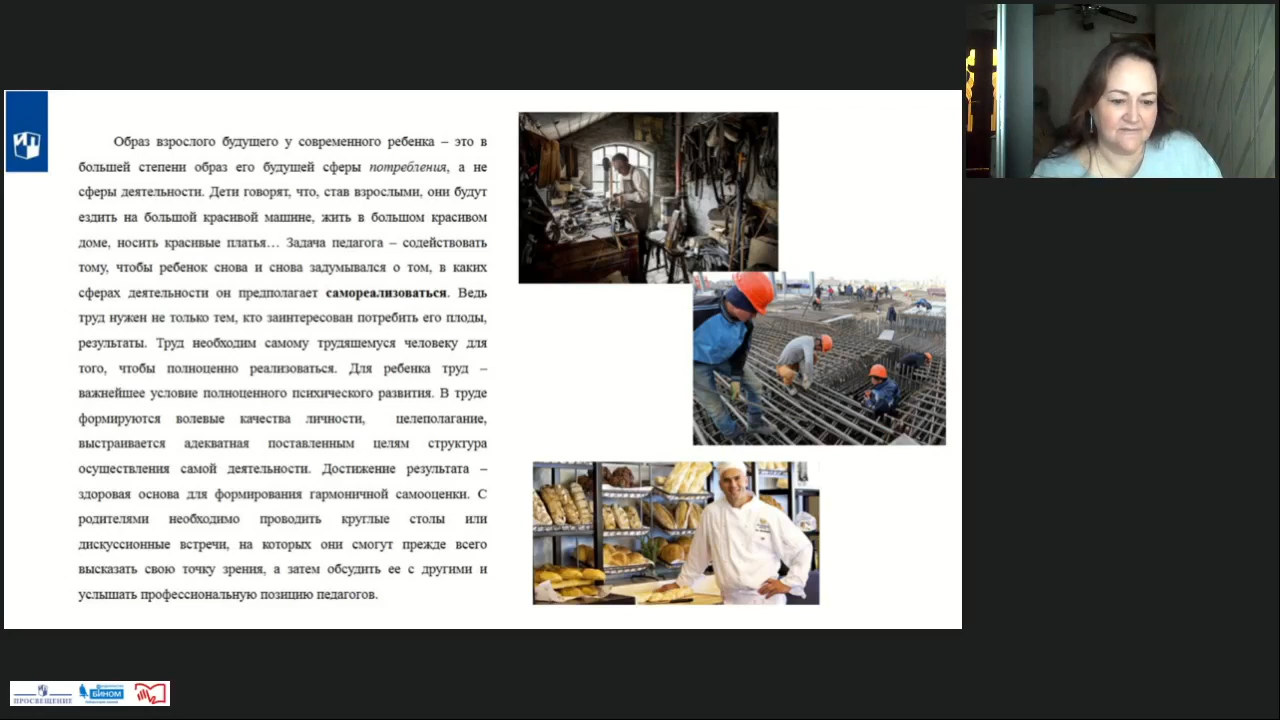 Образ взрослого будущего у современного ребенка – это в
большей степени образ его будущей сферы потребления, а не
сферы деятельности. Дети говорят, что, став взрослыми, они будут
ездить на большой красивой машине, жить в большом красивом
доме, носить красивые платья… Задача педагога – содействовать
тому, чтобы ребенок снова и снова задумывался о том, в каких
сферах деятельности он предполагает самореализоваться. Ведь
труд нужен не только тем, кто заинтересован потребить его плоды,
результаты. Труд необходим самому трудящемуся человеку для
того, чтобы полноценно реализоваться. Для ребенка труд –
важнейшее условие полноценного психического развития. В труде
формируются волевые качества личности, целеполагание,
выстраивается адекватная поставленным целям структура
осуществления самой деятельности. Достижение результата –
здоровая основа для формирования гармоничной самооценки. С
родителями необходимо проводить круглые столы или
дискуссионные встречи, на которых они смогут прежде всего
высказать свою точку зрения, а затем обсудить ее с другими и
услышать профессиональную позицию педагогов.
ПРОСВЕЩЕНИЕ
БИНОМ